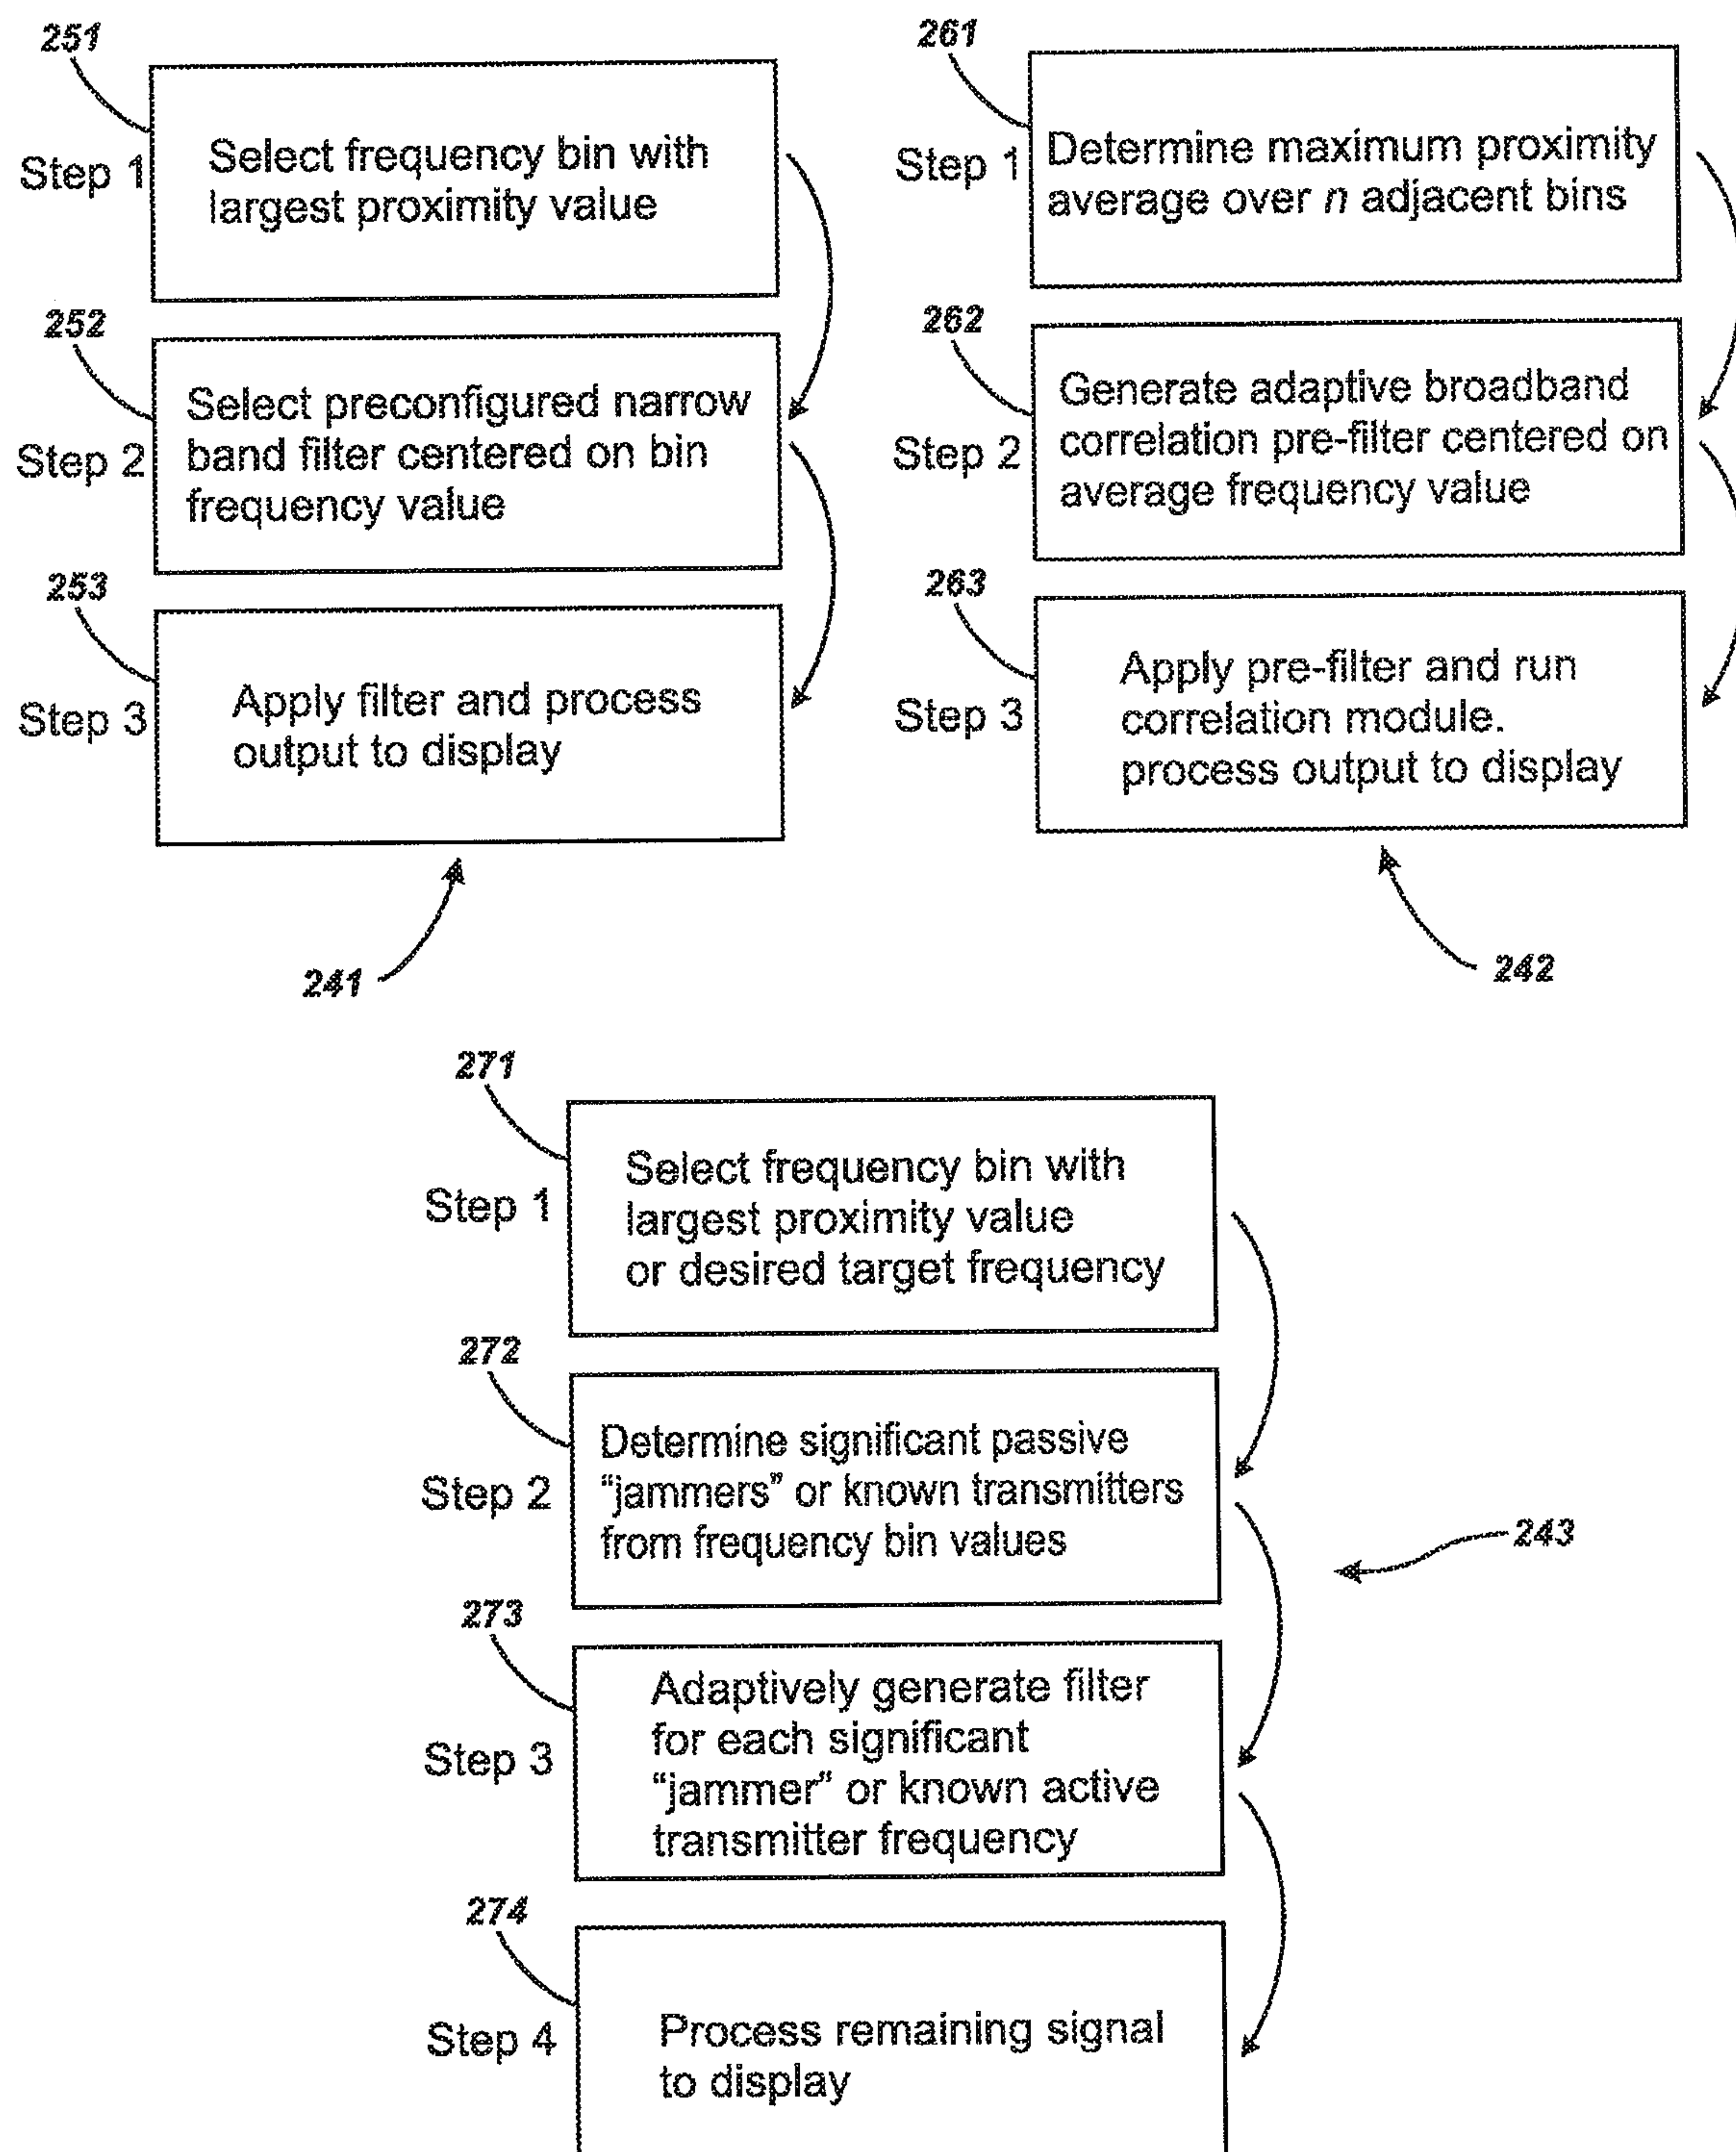 251
Step 1
Select frequency bin with
largest proximity value
252
Step 2
Select preconfigured narrow
band filter centered on bin
frequency value
253
Step 3
Apply filter and process
output to display
241
261
Step 1
Determine maximum proximity
average over n adjacent bins
262
Step 2
Generate adaptive broadband
correlation pre-filter centered on
average frequency value
263
Step 3
Apply pre-filter and run
correlation module.
process output to display
242
271
Step 1
Select frequency bin with
largest proximity value
or desired target frequency
272
Step 2
Determine significant passive
“jammers” or known transmitters
from frequency bin values
243
273
Step 3
Adaptively generate filter
for each significant
“jammer” or known active
transmitter frequency
274
Step 4
Process remaining signal
to display